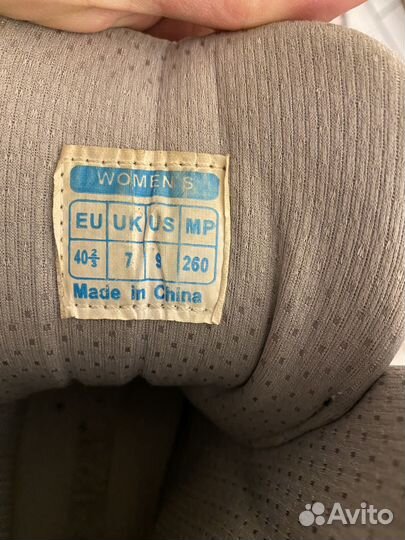 WOMEN'S
EU UK US MP
40⅔ 7 9 260
Made in China
Avito